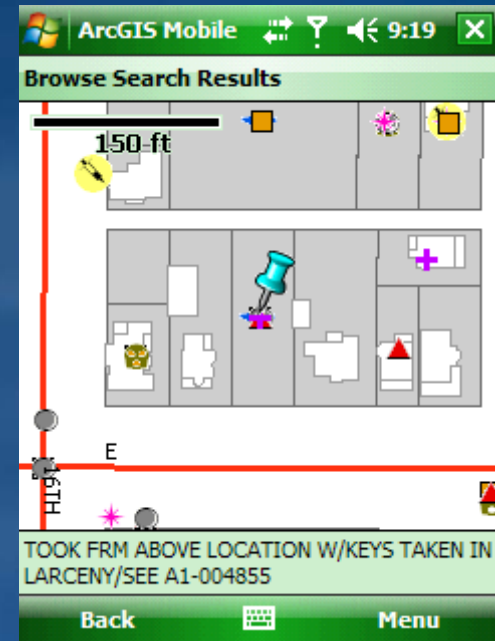 ArcGIS Mobile 9:19
Browse Search Results
150 ft
E
16TH
TOOK FRM ABOVE LOCATION W/KEYS TAKEN IN
LARCENY/SEE A1-004855
Back Menu